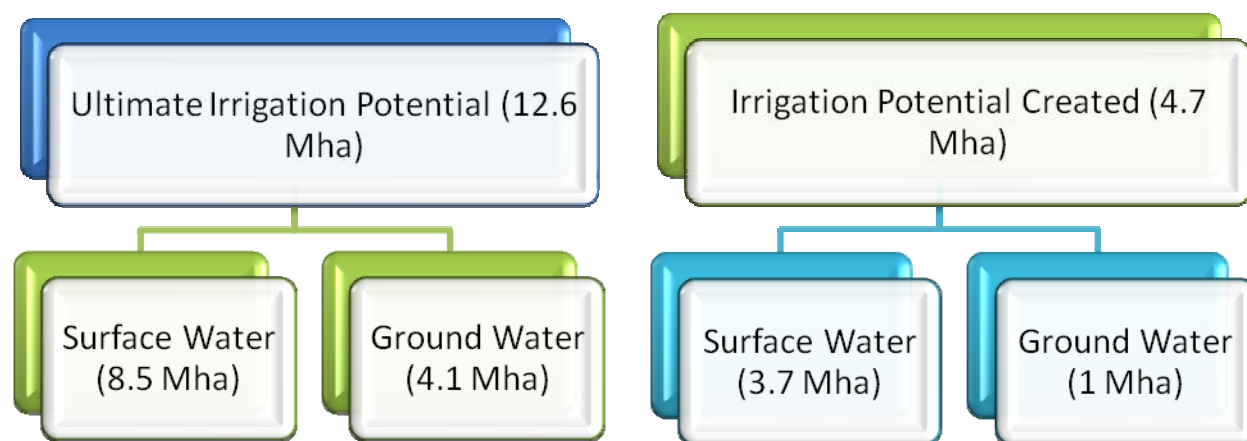 Ultimate Irrigation Potential (12.6
Mha)
Irrigation Potential Created (4.7
Mha)
Surface Water
(8.5 Mha)
Ground Water
(4.1 Mha)
Surface Water
(3.7 Mha)
Ground Water
(1 Mha)